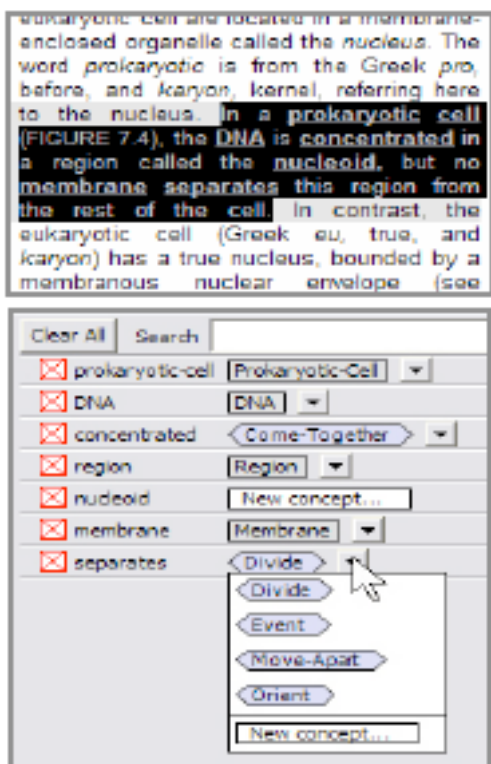 eukaryotic cell are located in a membrane-
enclosed organelle called the nucleus. The
word prokaryotic is from the Greek pro,
before, and karyon, kernel, referring here
to the nucleus. In a prokaryotic cell
(FIGURE 7.4), the DNA is concentrated in
a region called the nucleoid, but no
membrane separates this region from
the rest of the cell. In contrast, the
eukaryotic cell (Greek eu, true, and
karyon) has a true nucleus, bounded by a
membranous nuclear envelope (see
Clear All Search
prokaryotic-cell Prokaryotic-Cell
DNA DNA
concentrated Come-Together
region Region
nucleoid New concept...
membrane Membrane
separates Divide
Divide
Event
Move-Apart
Orient
New concept...